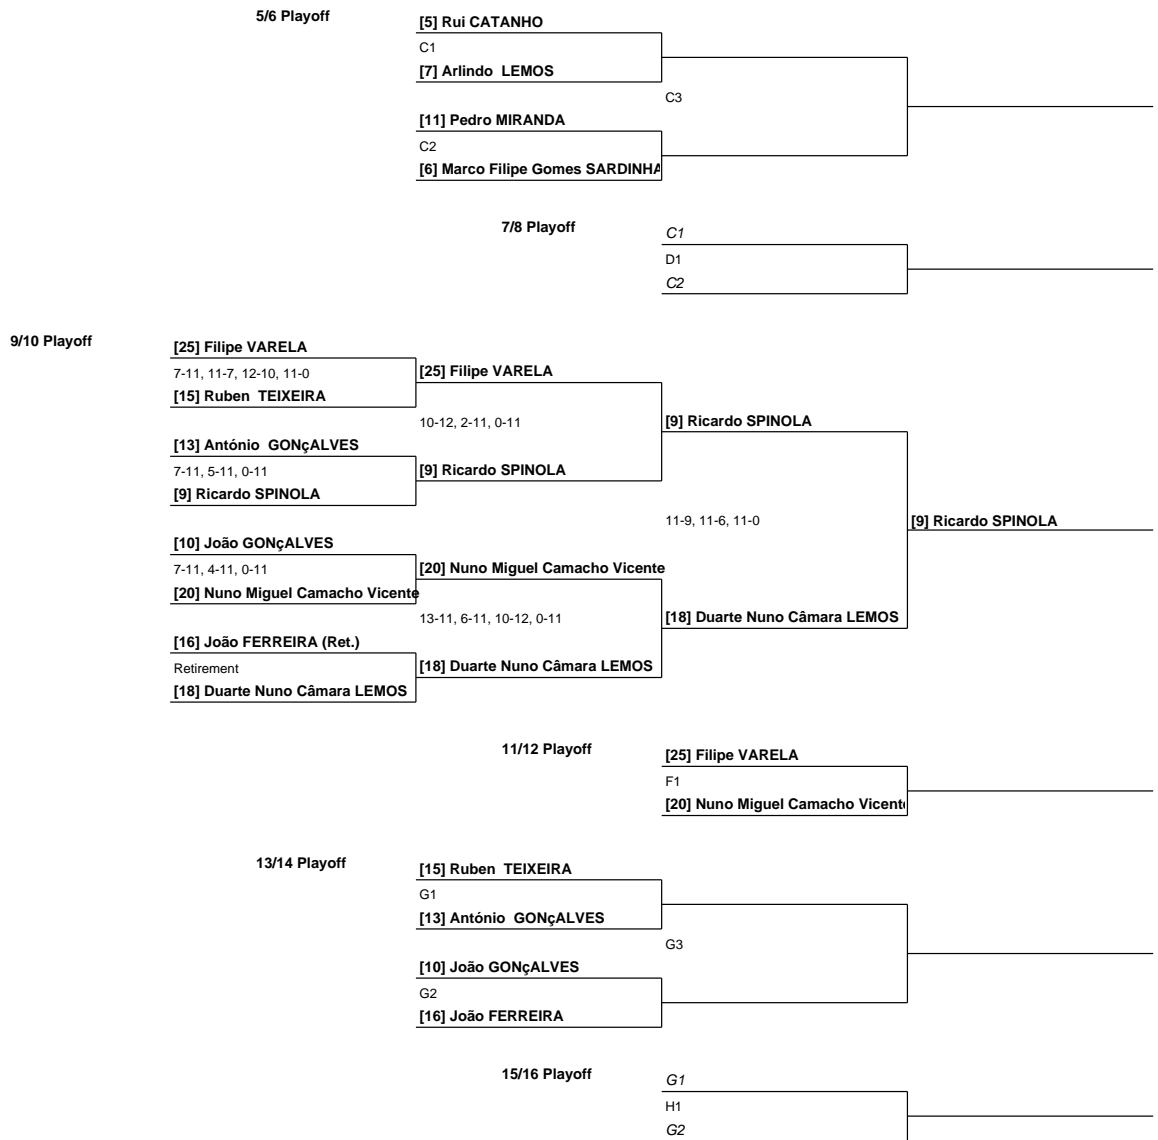 5/6 Playoff
[5] Rui CATANHO
C1
[7] Arlindo LEMOS
C3
[11] Pedro MIRANDA
C2
[6] Marco Filipe Gomes SARDINHA
7/8 Playoff
C1
D1
C2
9/10 Playoff
[25] Filipe VARELA
7-11, 11-7, 12-10, 11-0
[15] Ruben TEIXEIRA
[25] Filipe VARELA
10-12, 2-11, 0-11
[9] Ricardo SPINOLA
[13] António GONçALVES
7-11, 5-11, 0-11
[9] Ricardo SPINOLA
[9] Ricardo SPINOLA
11-9, 11-6, 11-0
[9] Ricardo SPINOLA
[10] João GONçALVES
7-11, 4-11, 0-11
[20] Nuno Miguel Camacho Vicente
[20] Nuno Miguel Camacho Vicente
13-11, 6-11, 10-12, 0-11
[18] Duarte Nuno Câmara LEMOS
[16] João FERREIRA (Ret.)
Retirement
[18] Duarte Nuno Câmara LEMOS
[18] Duarte Nuno Câmara LEMOS
11/12 Playoff
[25] Filipe VARELA
F1
[20] Nuno Miguel Camacho Vicente
13/14 Playoff
[15] Ruben TEIXEIRA
G1
[13] António GONçALVES
G3
[10] João GONçALVES
G2
[16] João FERREIRA
15/16 Playoff
G1
H1
G2